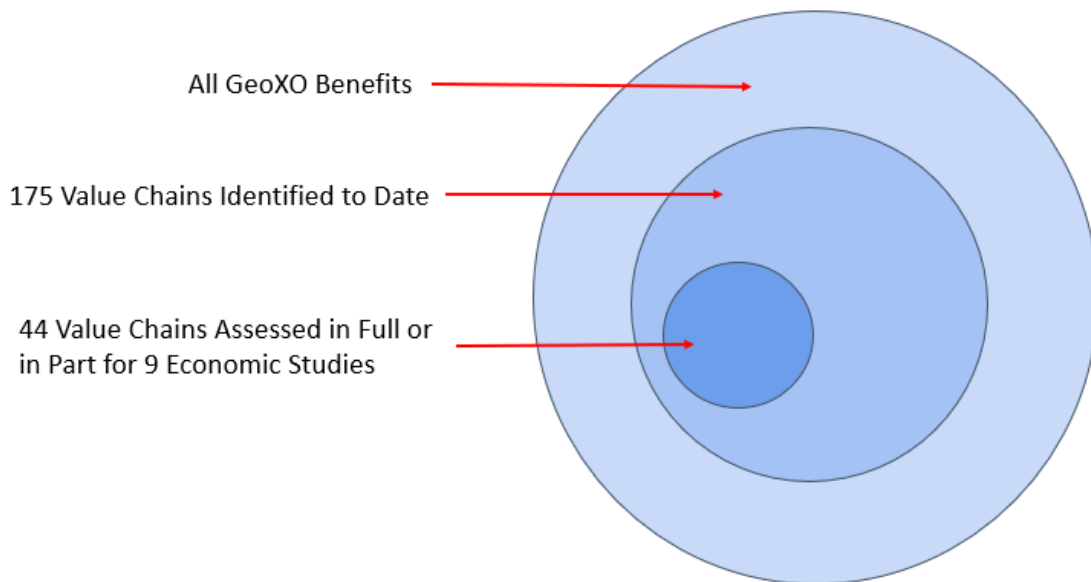 All GeoXO Benefits
175 Value Chains Identified to Date
44 Value Chains Assessed in Full or
in Part for 9 Economic Studies